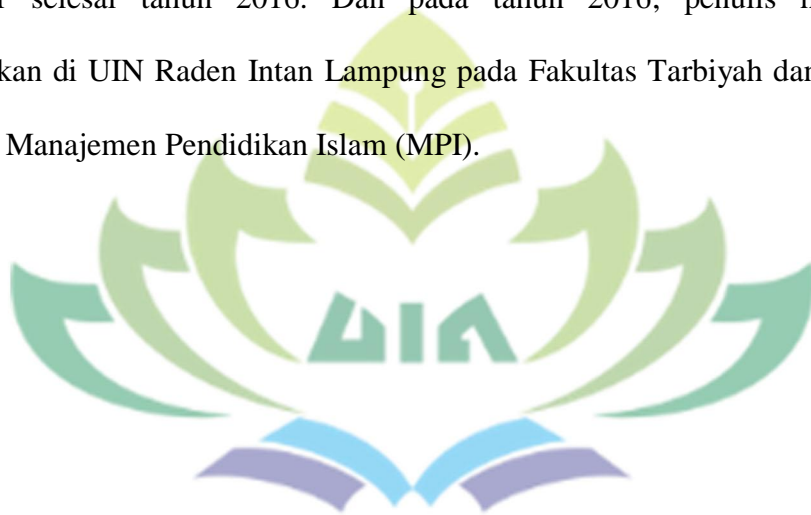 selesai tahun 2016. Dan pada tahun 2016, penulis
kan di UIN Raden Intan Lampung pada Fakultas Tarbiyah dan
Manajemen Pendidikan Islam (MPI).
UIN